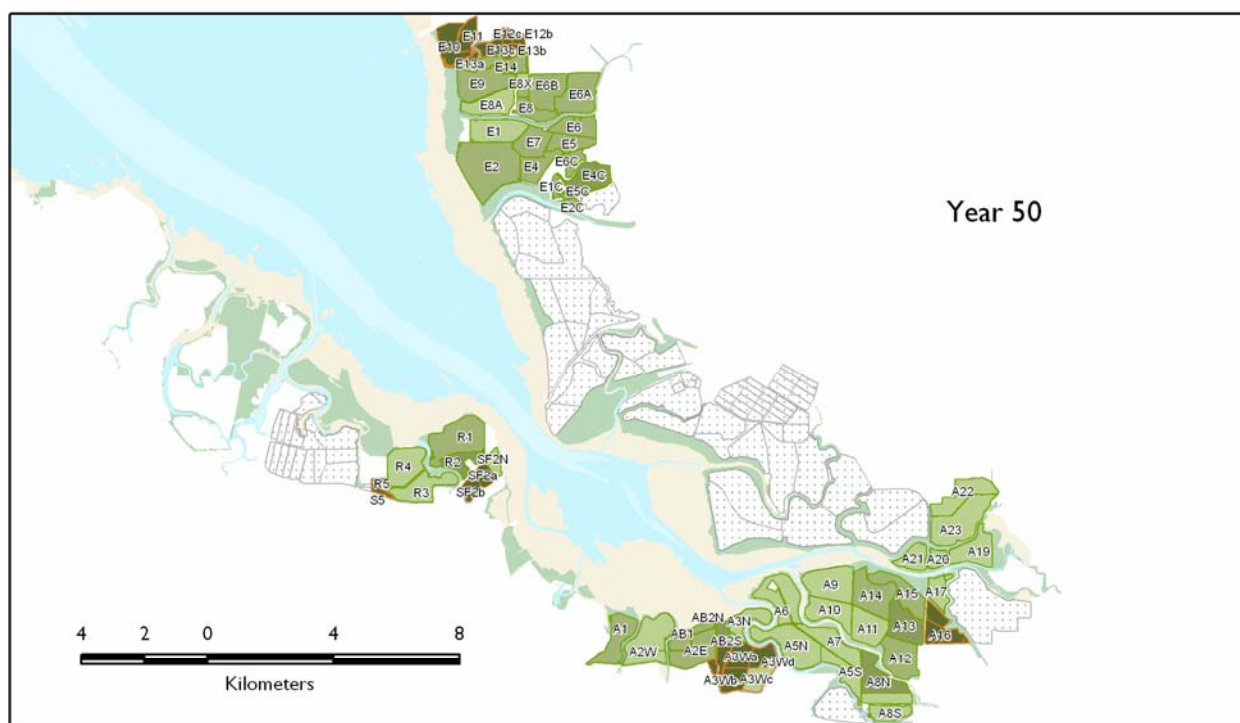 E11
E12c
E12b
E10
E13c
E13b
E13a
E14
E9
E8X
E6B
E6A
E8A
E8
E1
E6
E7
E5
E2
E4
E6C
E4C
E1C
E5C
E2C
Year 50
R1
R4
R2
SF2N
R5
SF2a
R3
S5
SF2b
A22
A23
A21
A20
A19
A9
A14
A15
A17
AB2N
A3N
A6
A10
A1
AB1
AB2S
A11
A13
A16
A2W
A2E
A3Wa
A5N
A7
A3Wd
A12
A3Wb
A3Wc
A5S
A8N
A8S
4 2 0 4 8
Kilometers